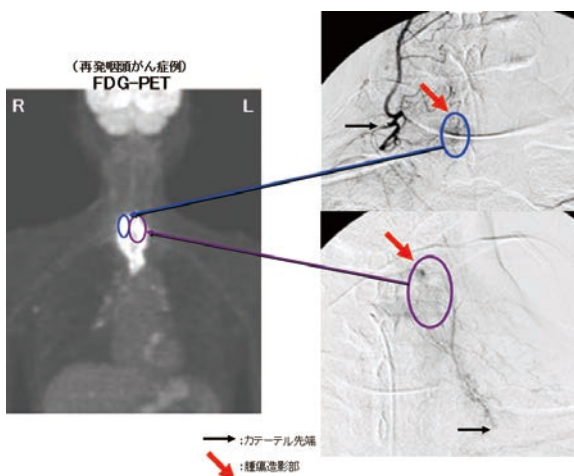 (再発咽頭がん症例)
FDG-PET
R
L
:カテーテル先端
:腫瘍造影部